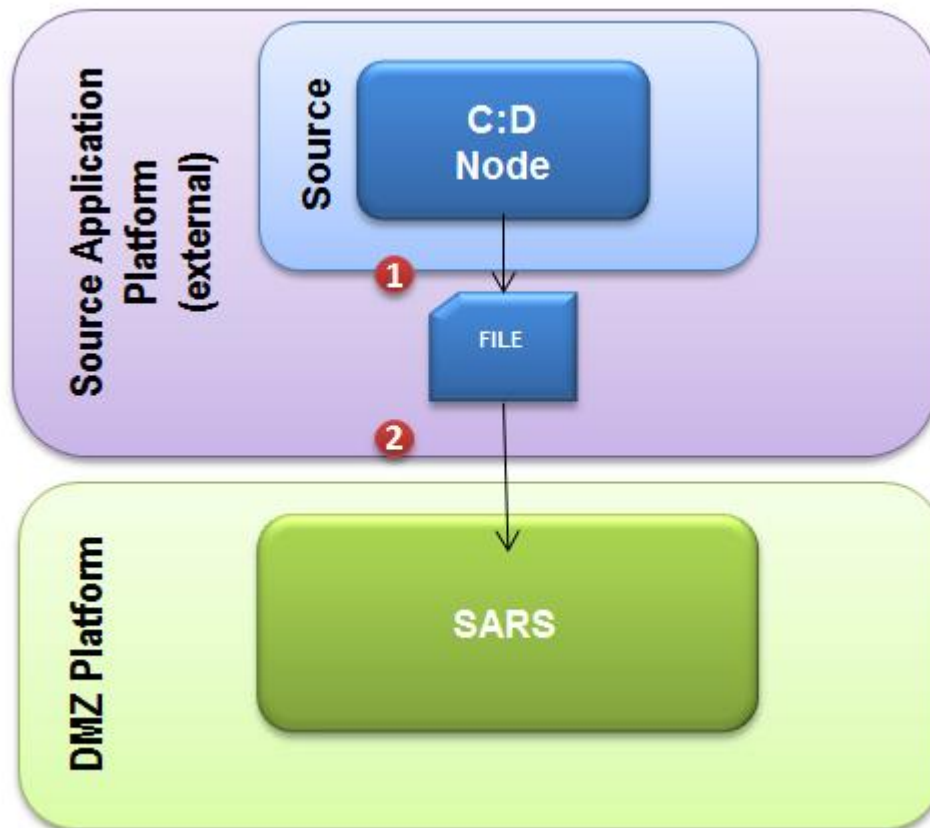 Source Application
Platform
(external)
Source
C:D
Node
1
FILE
2
DMZ Platform
SARS